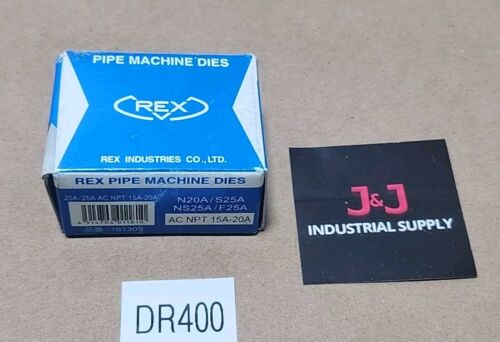 PIPE MACHINE DIES
REX
REX INDUSTRIES CO.,LTD.
REX PIPE MACHINE DIES
20A/25A AC NPT 15A-20A
N20A/S25A
NS25A/F25A
AC NPT 15A-20A
161305
J&J
INDUSTRIAL SUPPLY
DR400